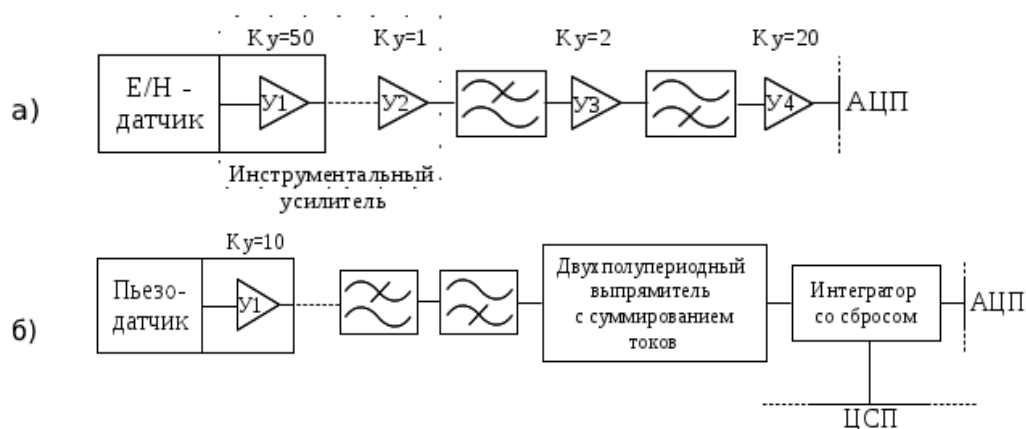 Ку=50 Ку=1 Ку=2 Ку=20
а)
Е/Н -
датчик
У1
У2
У3
У4
АЦП
Инструментальный
усилитель
Ку=10
б)
Пьезо-
датчик
У1
Двухполупериодный
выпрямитель
с суммированием
токов
Интегратор
со сбросом
АЦП
ЦСП